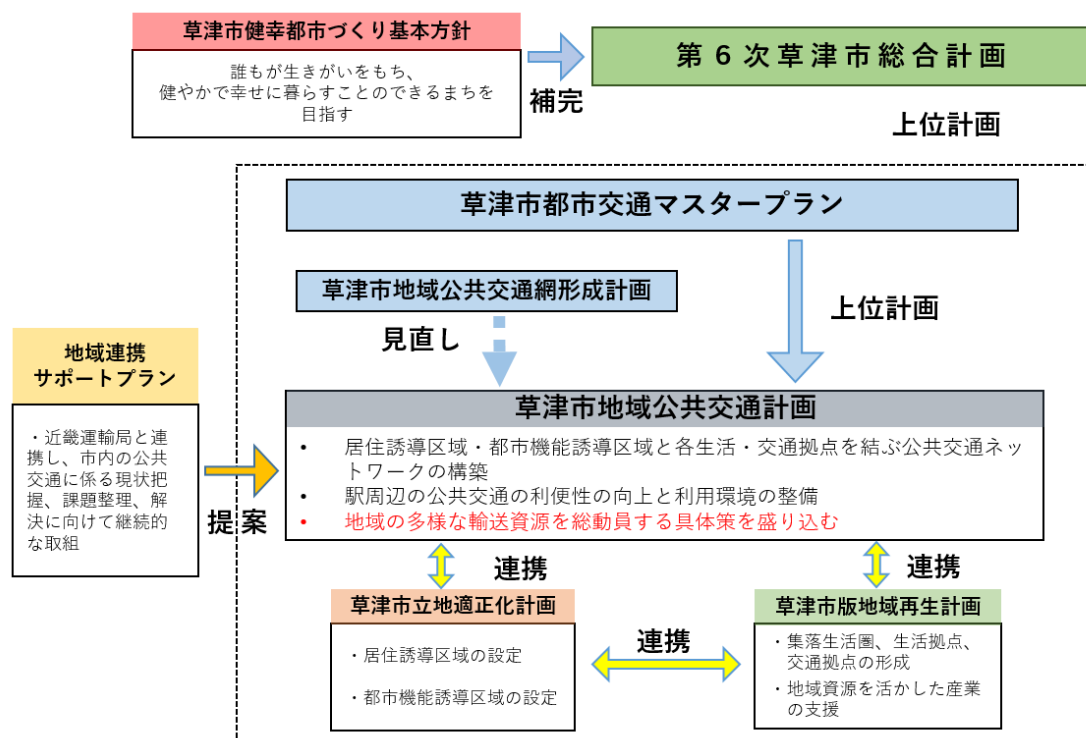 草津市健幸都市づくり基本方針
誰もが生きがいをもち、
健やかで幸せに暮らすことのできるまちを
目指す
補完
第６次草津市総合計画
上位計画
草津市都市交通マスタープラン
草津市地域公共交通網形成計画
見直し
上位計画
地域連携
サポートプラン
・近畿運輸局と連
携し、市内の公共
交通に係る現状把
握、課題整理、解
決に向けて継続的
な取組
提案
草津市地域公共交通計画
• 居住誘導区域・都市機能誘導区域と各生活・交通拠点を結ぶ公共交通ネッ
トワークの構築
• 駅周辺の公共交通の利便性の向上と利用環境の整備
• 地域の多様な輸送資源を総動員する具体策を盛り込む
連携
連携
草津市立地適正化計画
・居住誘導区域の設定
・都市機能誘導区域の設定
連携
草津市版地域再生計画
・集落生活圏、生活拠点、
交通拠点の形成
・地域資源を活かした産業
の支援